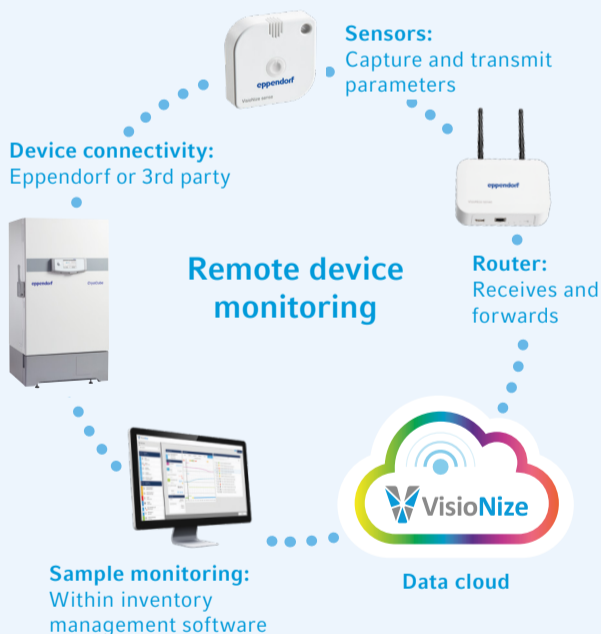 Sensors:
Capture and transmit
parameters
eppendorf
Device connectivity:
Eppendorf or 3rd party
eppendorf
Router:
Receives and
forwards
eppendorf
Remote device
monitoring
VisioNize
Data cloud
Sample monitoring:
Within inventory
management software